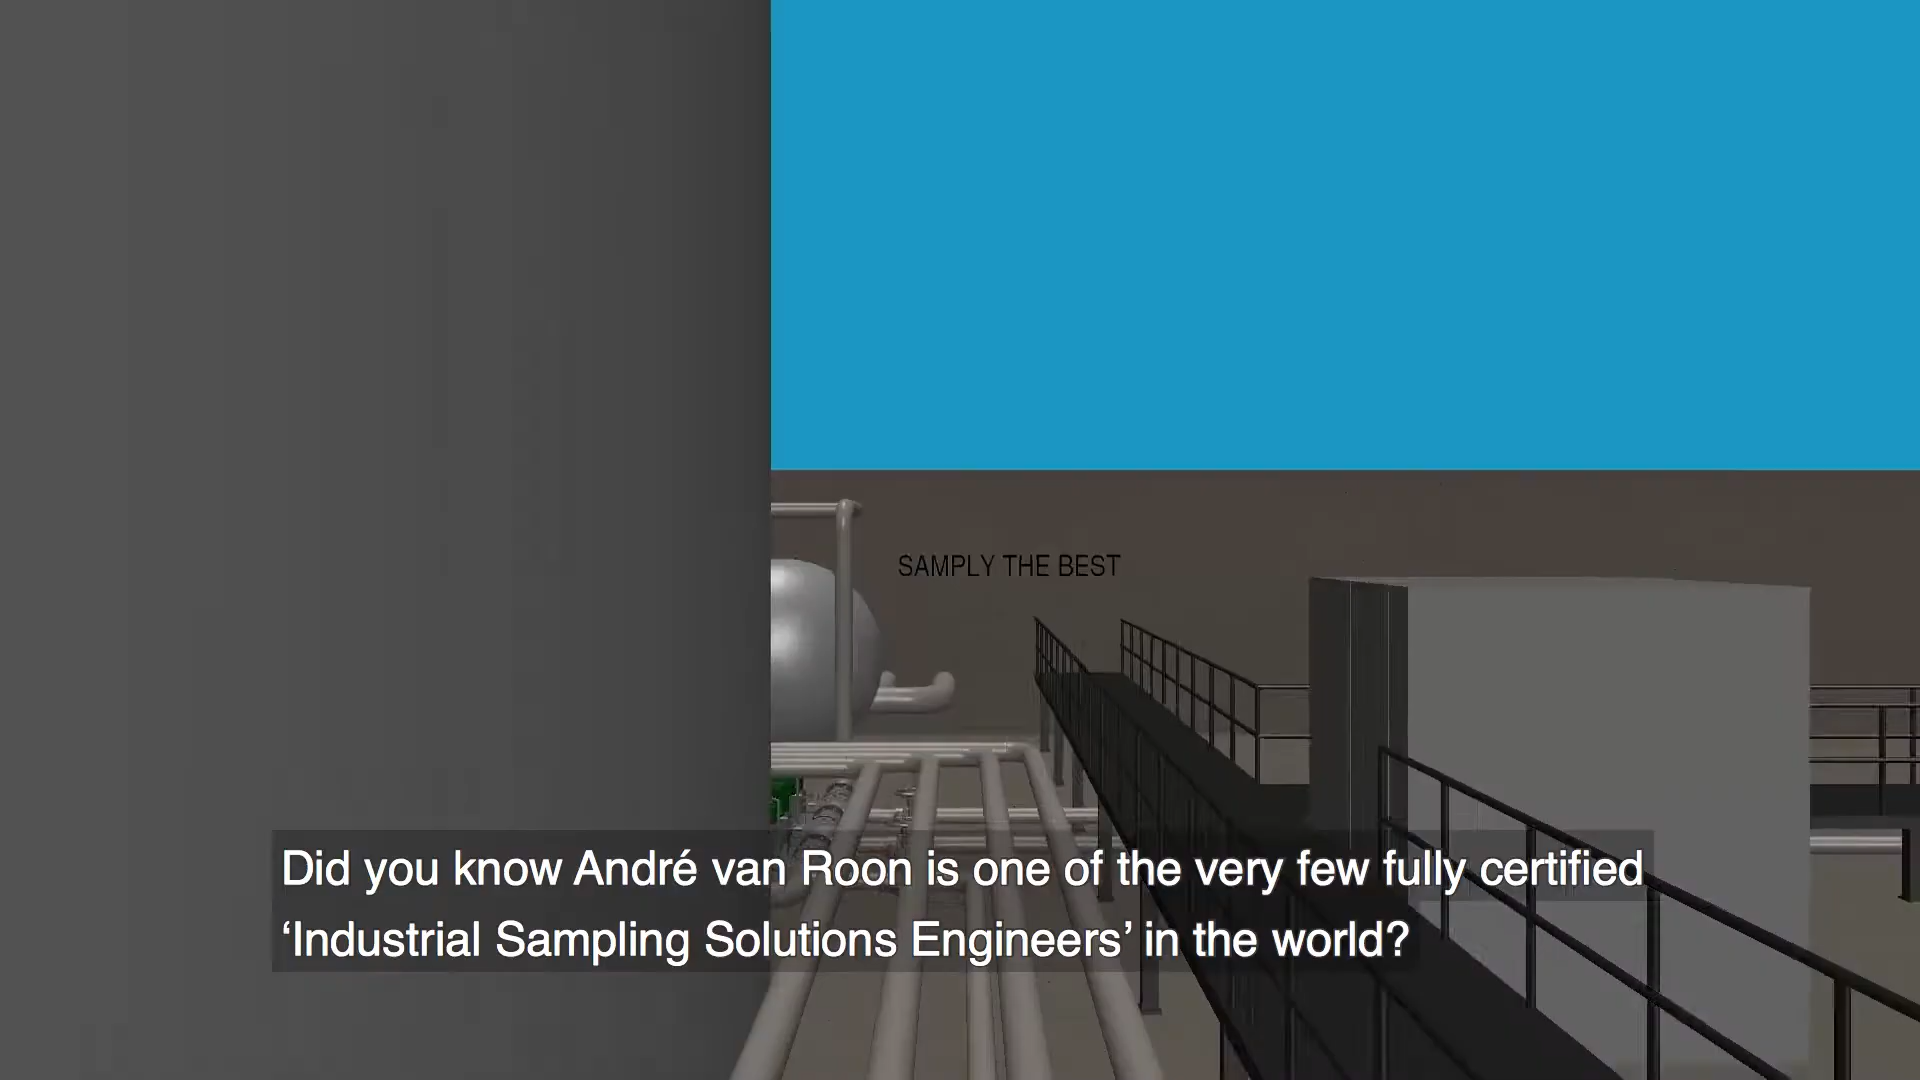 SAMPLY THE BEST
Did you know André van Roon is one of the very few fully certified
‘Industrial Sampling Solutions Engineers’ in the world?